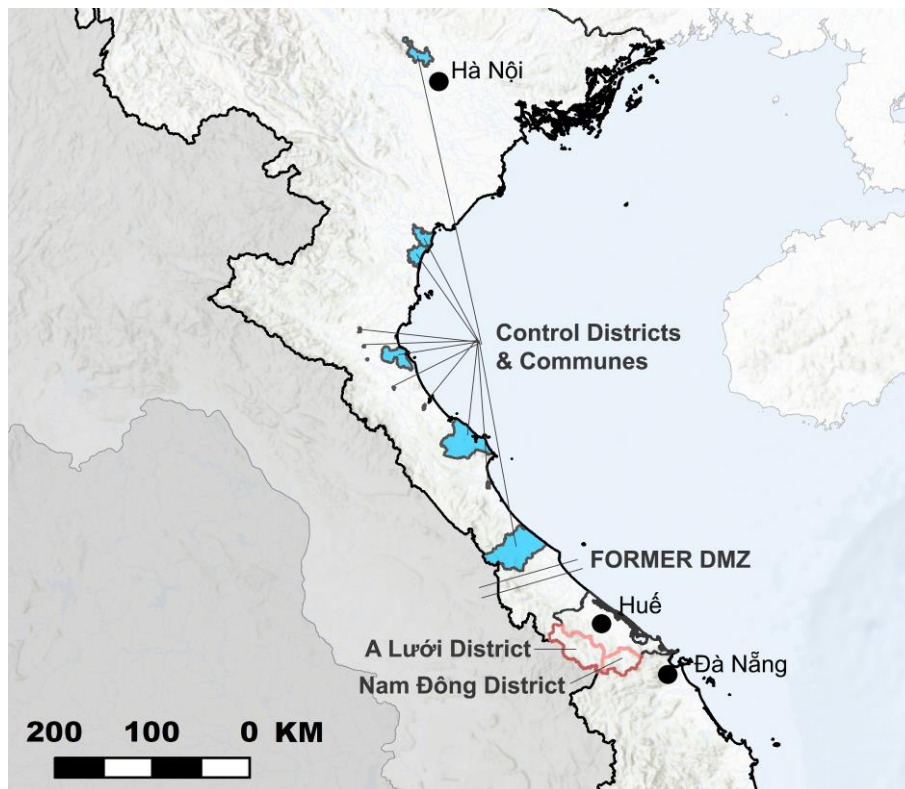 Hà Nội
Control Districts
& Communes
FORMER DMZ
Huế
A Lưới District
Nam Đông District
Đà Nẵng
200 100 0 KM